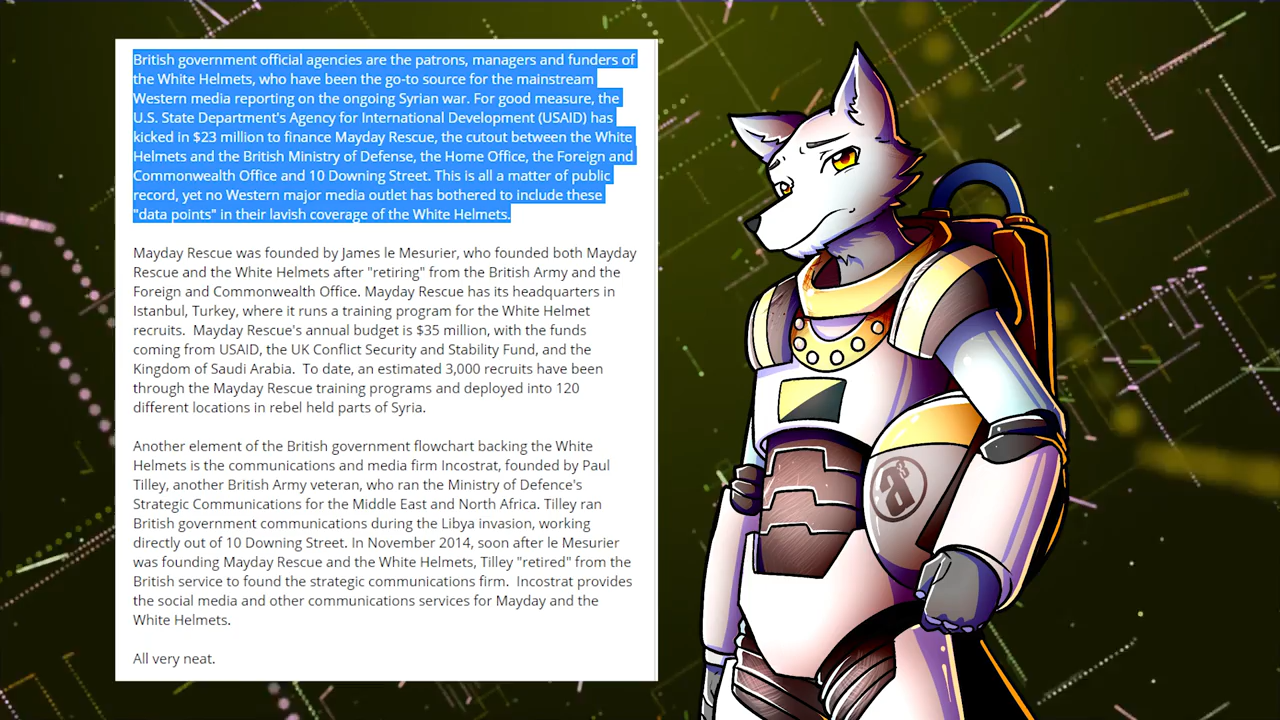 British government official agencies are the patrons, managers and funders of
the White Helmets, who have been the go-to source for the mainstream
Western media reporting on the ongoing Syrian war. For good measure, the
U.S. State Department's Agency for International Development (USAID) has
kicked in $23 million to finance Mayday Rescue, the cutout between the White
Helmets and the British Ministry of Defense, the Home Office, the Foreign and
Commonwealth Office and 10 Downing Street. This is all a matter of public
record, yet no Western major media outlet has bothered to include these
"data points" in their lavish coverage of the White Helmets.
Mayday Rescue was founded by James le Mesurier, who founded both Mayday
Rescue and the White Helmets after "retiring" from the British Army and the
Foreign and Commonwealth Office. Mayday Rescue has its headquarters in
Istanbul, Turkey, where it runs a training program for the White Helmet
recruits. Mayday Rescue's annual budget is $35 million, with the funds
coming from USAID, the UK Conflict Security and Stability Fund, and the
Kingdom of Saudi Arabia. To date, an estimated 3,000 recruits have been
through the Mayday Rescue training programs and deployed into 120
different locations in rebel held parts of Syria.
Another element of the British government flowchart backing the White
Helmets is the communications and media firm Incostrat, founded by Paul
Tilley, another British Army veteran, who ran the Ministry of Defence's
Strategic Communications for the Middle East and North Africa. Tilley ran
British government communications during the Libya invasion, working
directly out of 10 Downing Street. In November 2014, soon after le Mesurier
was founding Mayday Rescue and the White Helmets, Tilley "retired" from the
British service to found the strategic communications firm. Incostrat provides
the social media and other communications services for Mayday and the
White Helmets.
All very neat.
a3